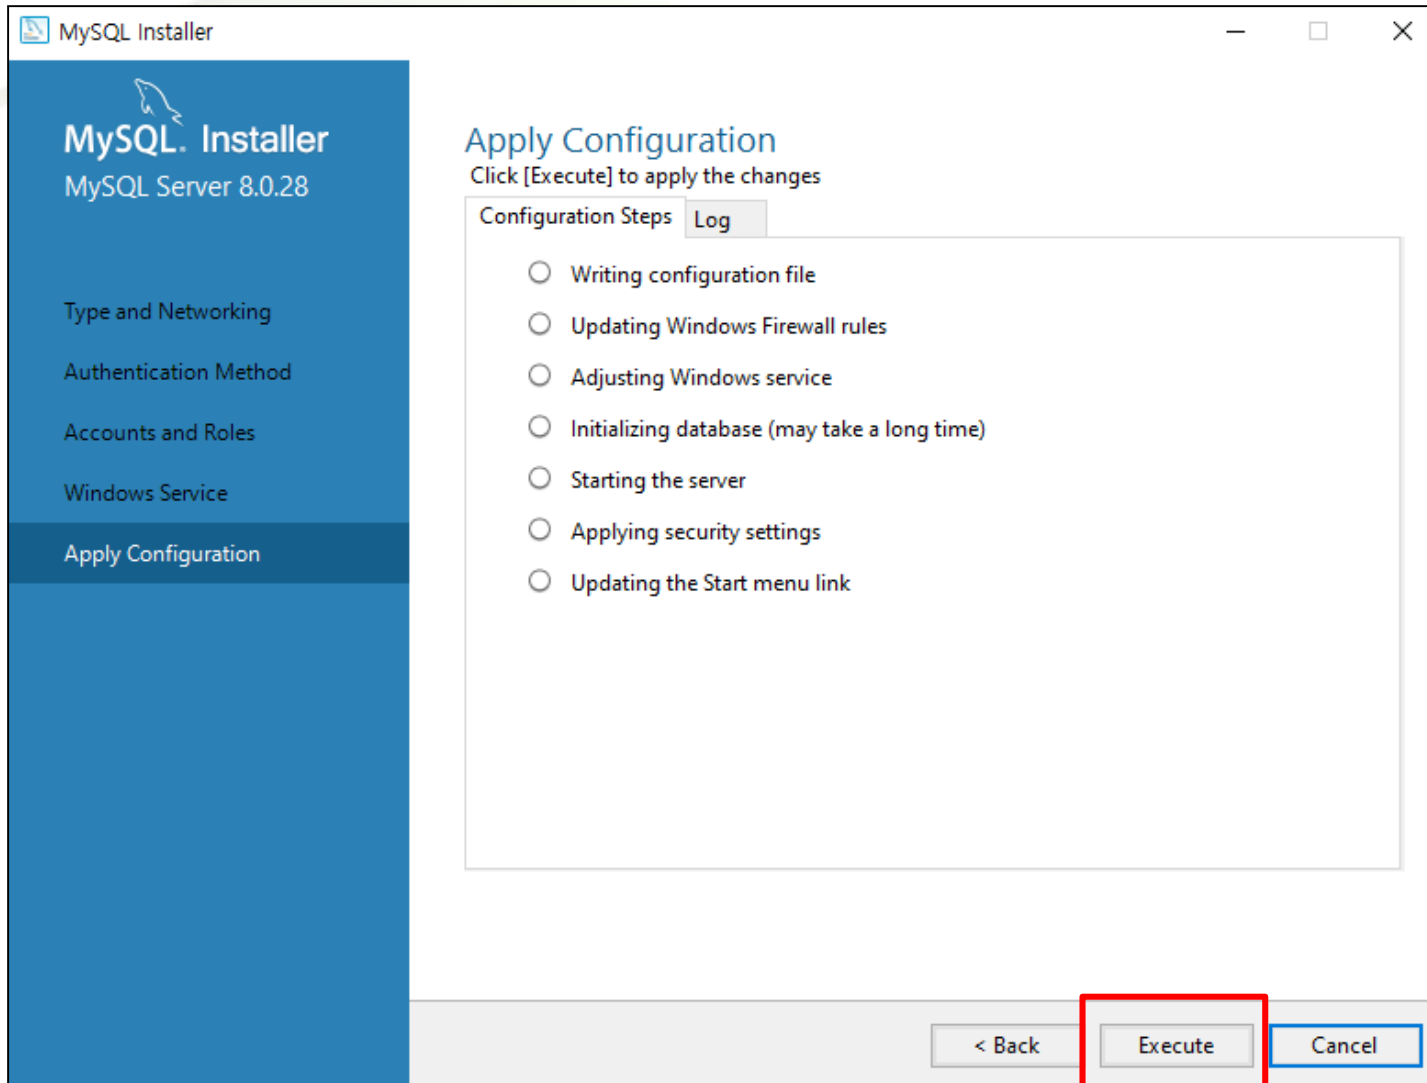 MySQL Installer
MySQL. Installer
MySQL Server 8.0.28
Type and Networking
Authentication Method
Accounts and Roles
Windows Service
Apply Configuration
Apply Configuration
Click [Execute] to apply the changes
Configuration Steps Log
Writing configuration file
Updating Windows Firewall rules
Adjusting Windows service
Initializing database (may take a long time)
Starting the server
Applying security settings
Updating the Start menu link
< Back Execute Cancel